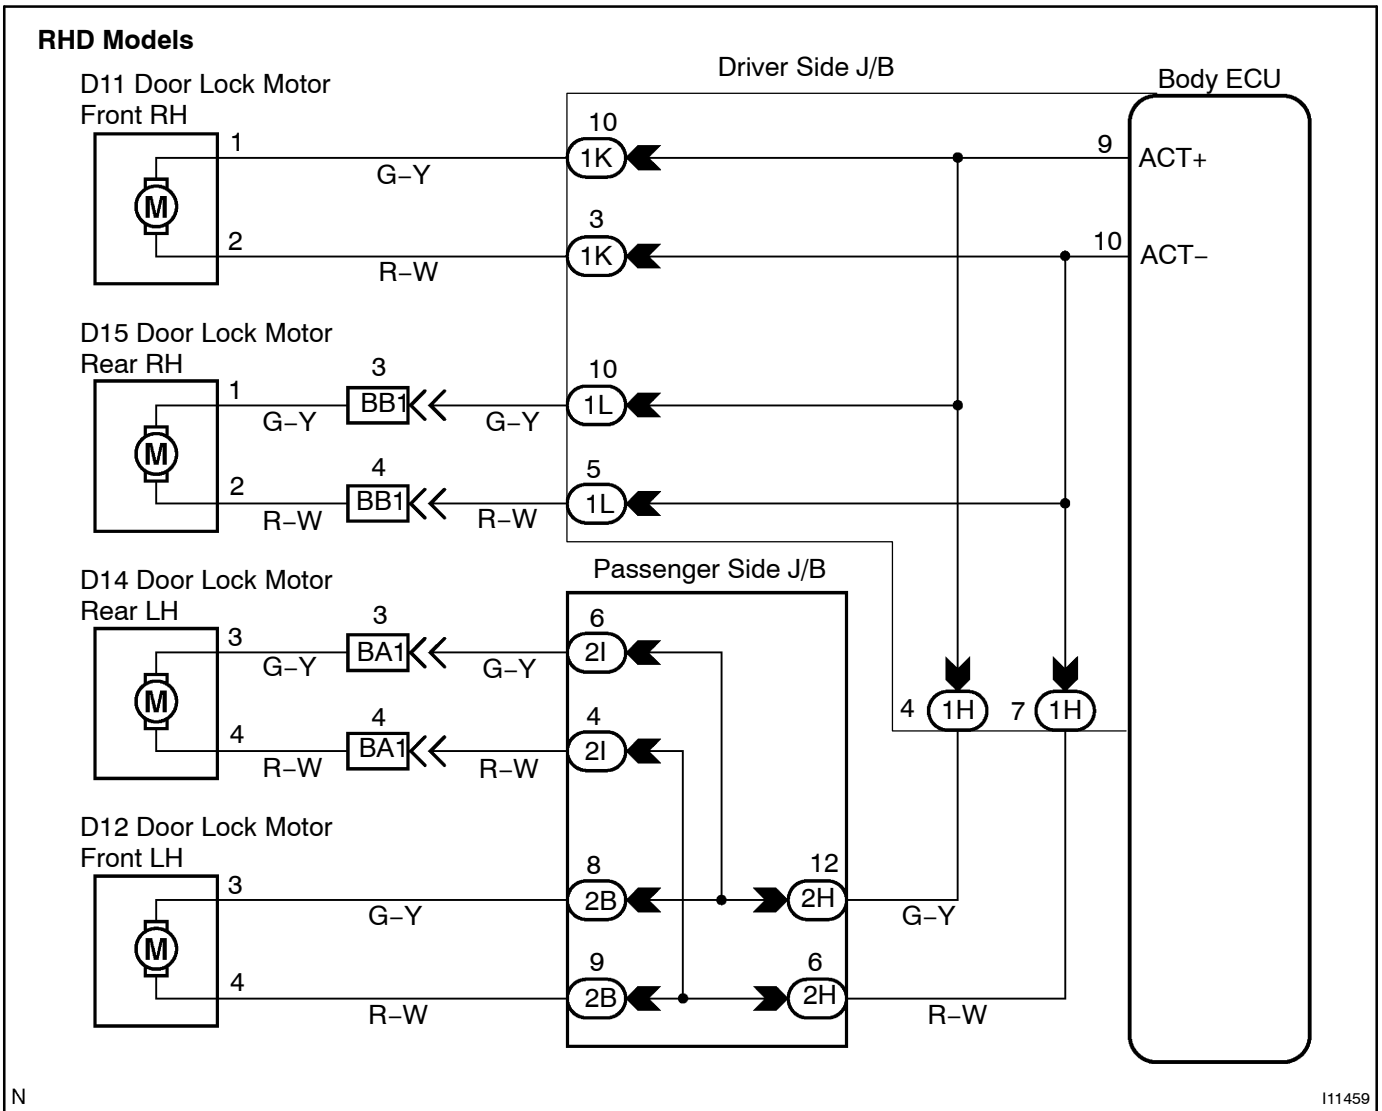 RHD Models
Driver Side J/B
Body ECU
D11 Door Lock Motor
Front RH
1
G−Y
10
1K
9
ACT+
M
2
R−W
3
1K
10
ACT−
D15 Door Lock Motor
Rear RH
1
G−Y
3
BB1
G−Y
10
1L
M
2
R−W
4
BB1
R−W
5
1L
Passenger Side J/B
D14 Door Lock Motor
Rear LH
3
G−Y
3
BA1
G−Y
6
2I
M
4
R−W
4
BA1
R−W
4
2I
4
1H
7
1H
D12 Door Lock Motor
Front LH
3
G−Y
8
2B
12
2H
G−Y
M
4
R−W
9
2B
6
2H
R−W
N
I11459